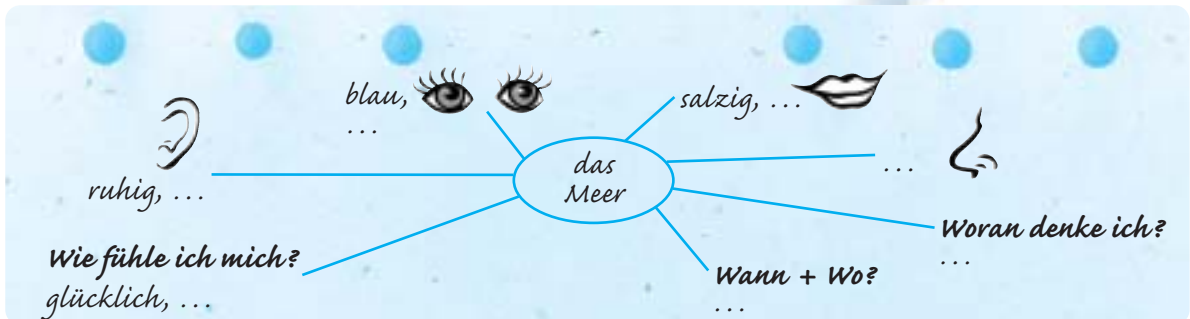 blau,
...
salzig, ...
ruhig, ...
das
Meer
...
Wie fühle ich mich?
glücklich, ...
Wann + Wo?
...
Woran denke ich?
...